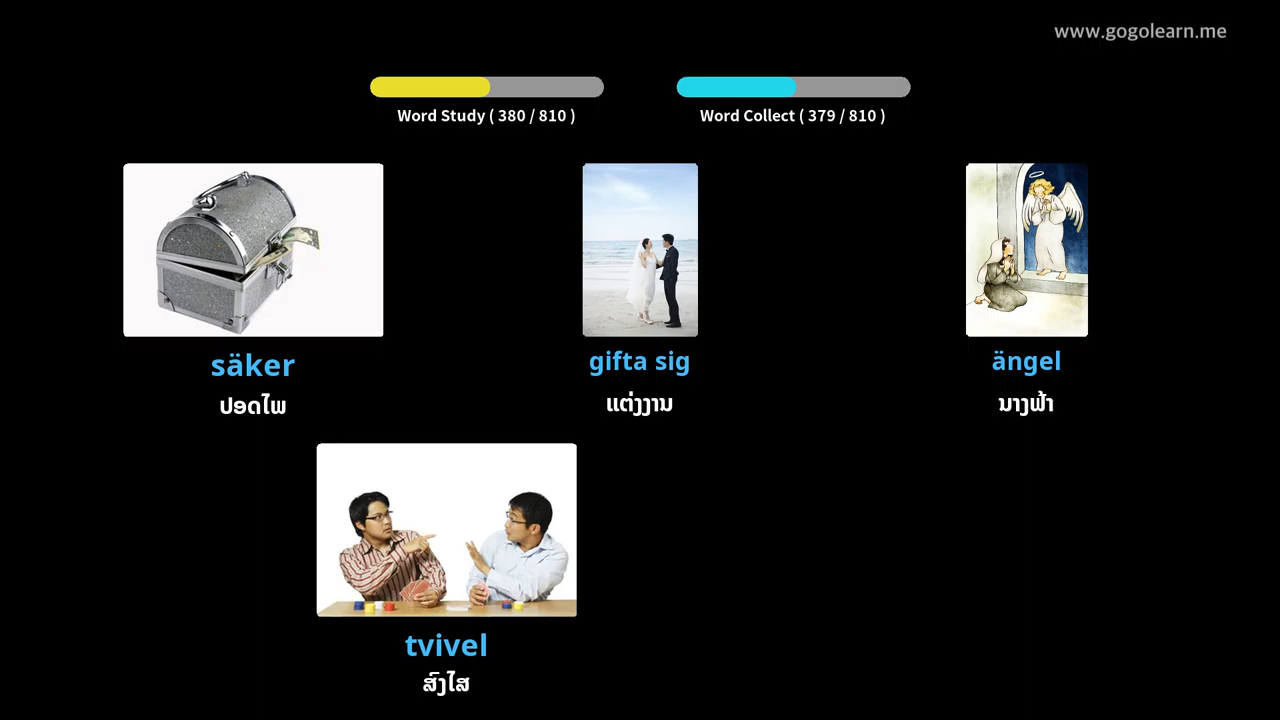 www.gogolearn.me
Word Study ( 380 / 810 )
Word Collect ( 379 / 810 )
säker
ປອດໄພ
gifta sig
ແຕ່ງງານ
ängel
ນາງຟ້າ
tvivel
ສົງໄສ